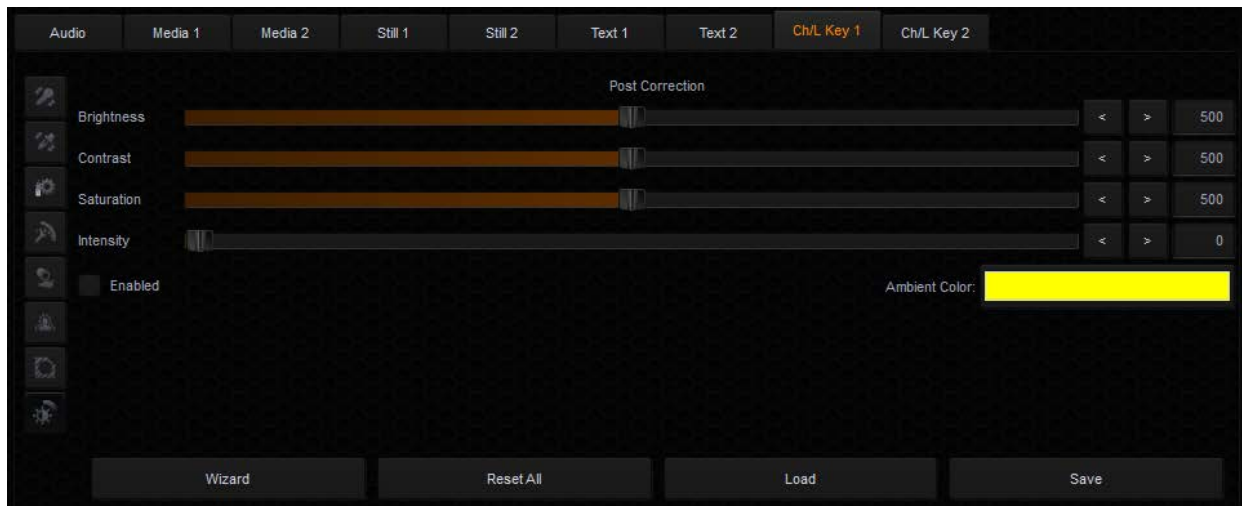 Audio Media 1 Media 2 Still 1 Still 2 Text 1 Text 2 Ch/L Key 1 Ch/L Key 2
Post Correction
Brightness < > 500
Contrast < > 500
Saturation < > 500
Intensity < > 0
Enabled Ambient Color:
Wizard Reset All Load Save